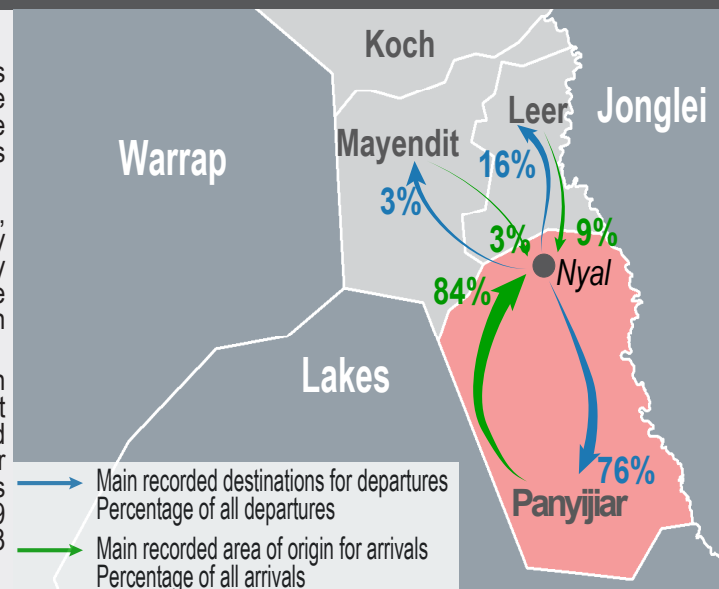 Koch
Leer
Jonglei
Mayendit
Warrap
16%
3%
3%
9%
Nyal
84%
Lakes
76%
Panyijiar
Main recorded destinations for departures
Percentage of all departures
Main recorded area of origin for arrivals
Percentage of all arrivals